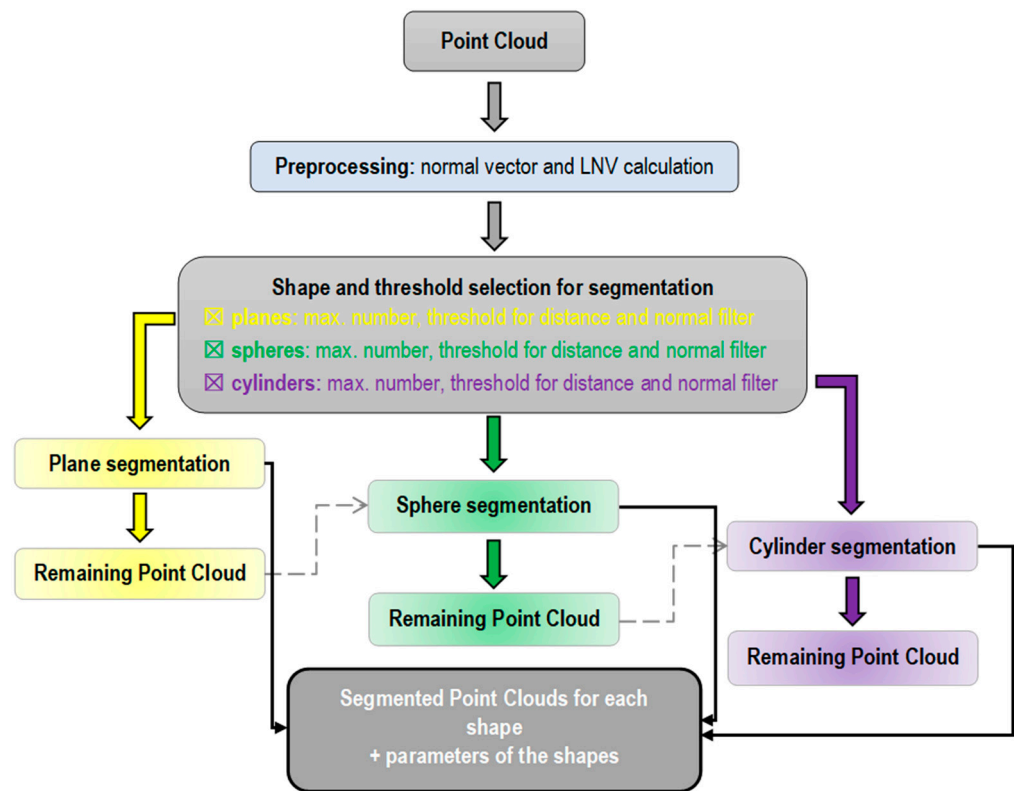 Point Cloud
Preprocessing: normal vector and LNV calculation
Shape and threshold selection for segmentation
☒ planes: max. number, threshold for distance and normal filter
☒ spheres: max. number, threshold for distance and normal filter
☒ cylinders: max. number, threshold for distance and normal filter
Plane segmentation
Remaining Point Cloud
Sphere segmentation
Remaining Point Cloud
Cylinder segmentation
Remaining Point Cloud
Segmented Point Clouds for each
shape
+ parameters of the shapes